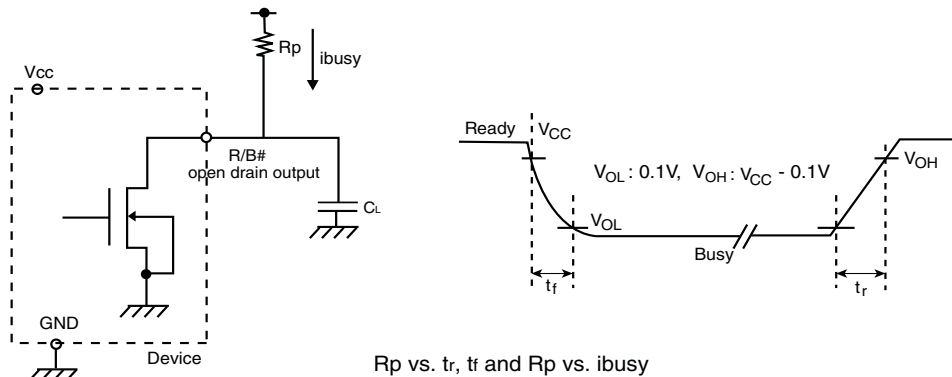 Rp
ibusy
Vcc
R/B#
open drain output
CL
GND
Device
Ready
VCC
VOL : 0.1V, VOH : VCC - 0.1V
VOH
VOL
Busy
tf
tr
Rp vs. tr, tf and Rp vs. ibusy